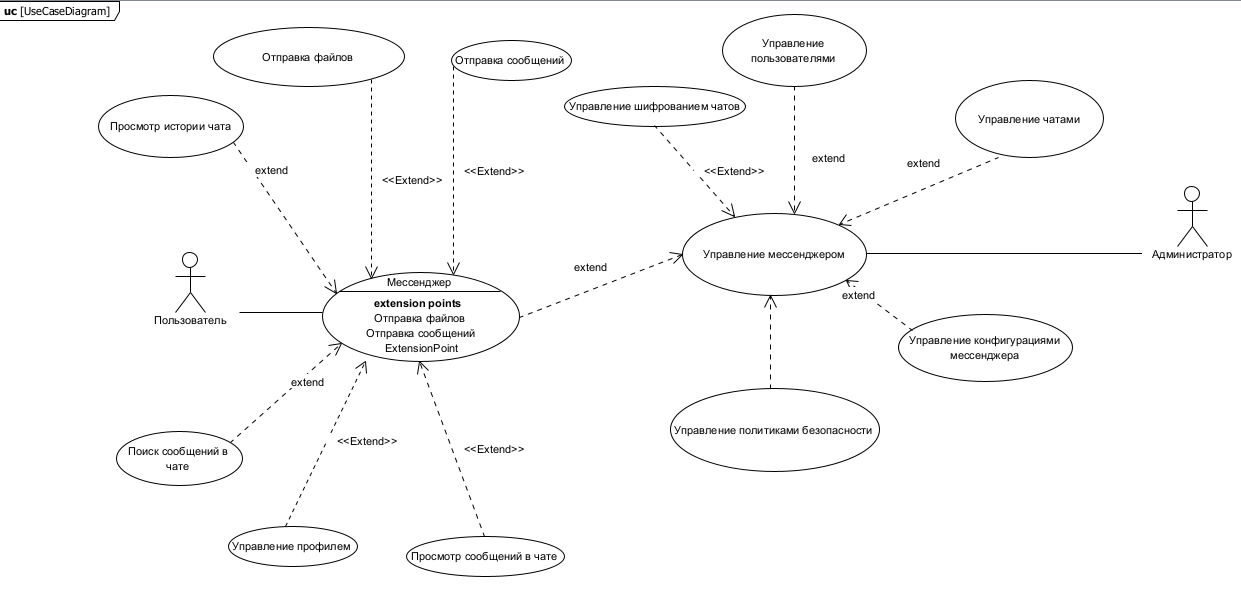 uc [UseCaseDiagram]
Отправка файлов
Отправка сообщений
Управление
пользователями
Управление шифрованием чатов
Управление чатами
Просмотр истории чата
extend
<<Extend>>
<<Extend>>
<<Extend>>
extend
extend
Администратор
Управление мессенджером
extend
Мессенджер
extension points
Отправка файлов
Отправка сообщений
ExtensionPoint
Пользователь
extend
Управление конфигурациями
мессенджера
extend
<<Extend>>
<<Extend>>
Управление политиками безопасности
Поиск сообщений в
чате
Управление профилем
Просмотр сообщений в чате